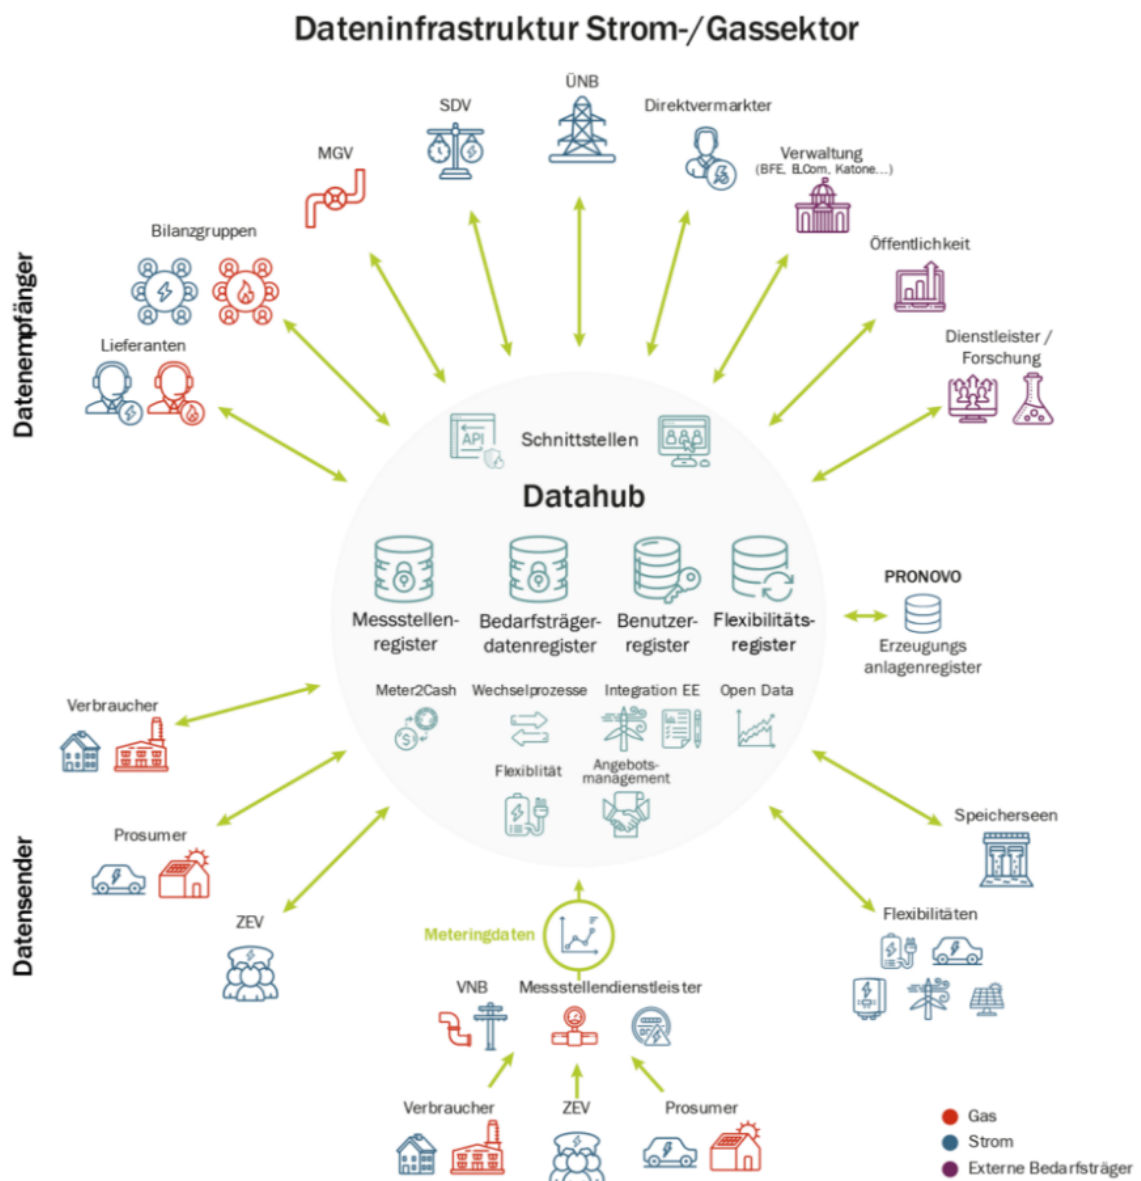 Dateninfrastruktur Strom-/Gassektor
ÜNB
SDV
Direktvermarkter
MGV
Verwaltung
(BFE, ELCom, Katone...)
Bilanzgruppen
Öffentlichkeit
Datenempfänger
Lieferanten
Dienstleister /
Forschung
API
Schnittstellen
Datahub
Messstellen-
register
Bedarfsträger-
datenregister
Benutzer-
register
Flexibilitäts-
register
PRONOVO
Erzeugungs
anlagenregister
Meter2Cash
Wechselprozesse
Integration EE
Open Data
Flexiblität
Angebots-
management
Verbraucher
Prosumer
ZEV
Datensender
Speicherseen
Flexibilitäten
Meteringdaten
VNB
Messstellendienstleister
Verbraucher
ZEV
Prosumer
Gas
Strom
Externe Bedarfsträger